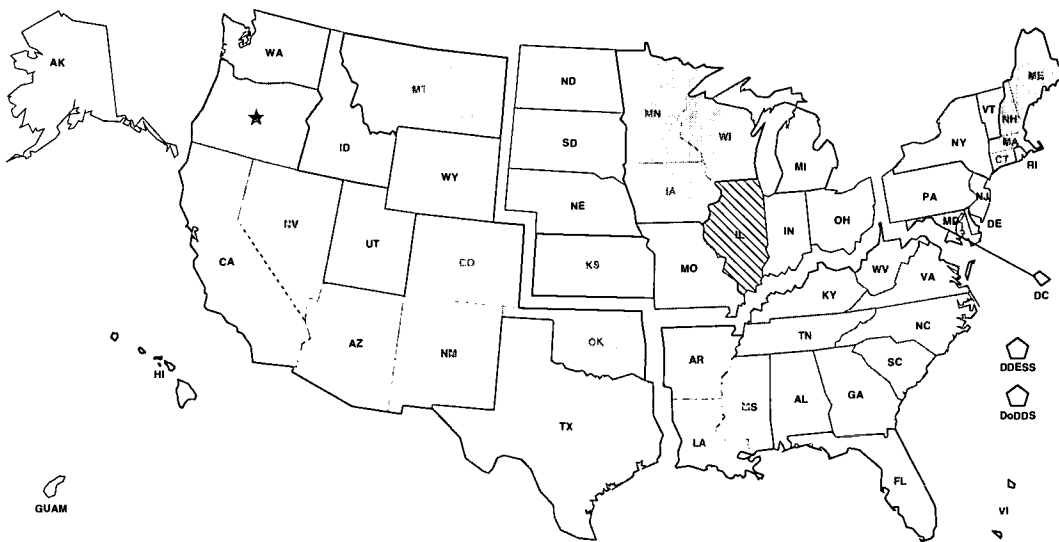 AK
WA
MT
ND
MN
ME
VT
NH
ID
SD
WI
NY
MA
CT
RI
MI
WY
IA
PA
NJ
NE
OH
MD
DE
NV
UT
IL
IN
CA
CO
KS
MO
WV
VA
KY
DC
NC
TN
AZ
NM
OK
AR
SC
DDESS
HI
MS
AL
GA
DoDDS
TX
LA
FL
GUAM
VI